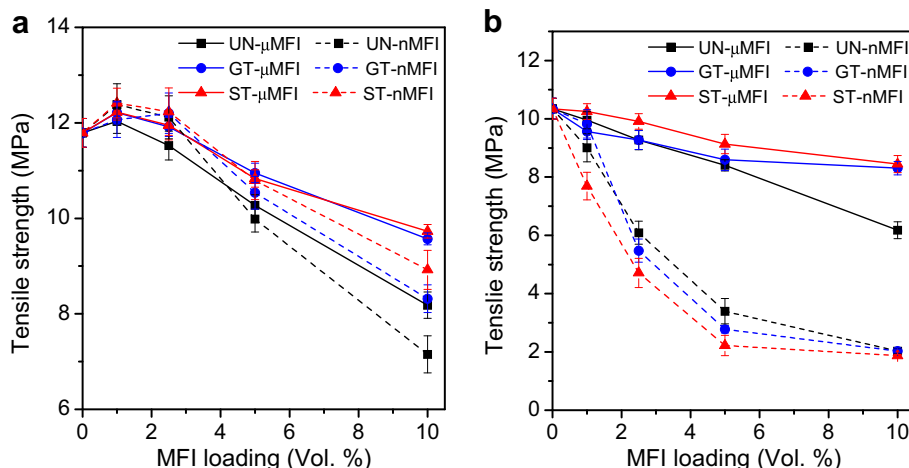 a
14
12
10
8
6
Tensile strength (MPa)
UN-μMFI
UN-nMFI
GT-μMFI
GT-nMFI
ST-μMFI
ST-nMFI
0
2
4
6
8
10
MFI loading (Vol. %)
b
12
10
8
6
4
2
0
Tenslie strength (MPa)
UN-μMFI
UN-nMFI
GT-μMFI
GT-nMFI
ST-μMFI
ST-nMFI
0
2
4
6
8
10
MFI loading (Vol. %)